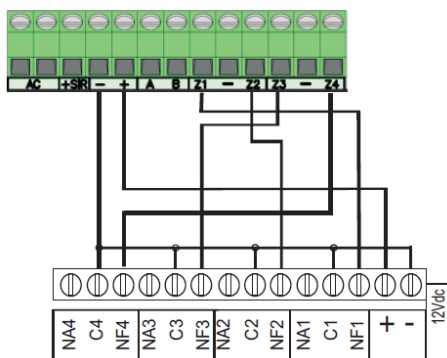 AC +SIR - + A B Z1 - Z2 Z3 - Z4
NA4 C4 NF4 NA3 C3 NF3 NA2 C2 NF2 NA1 C1 NF1 + - 12Vdc